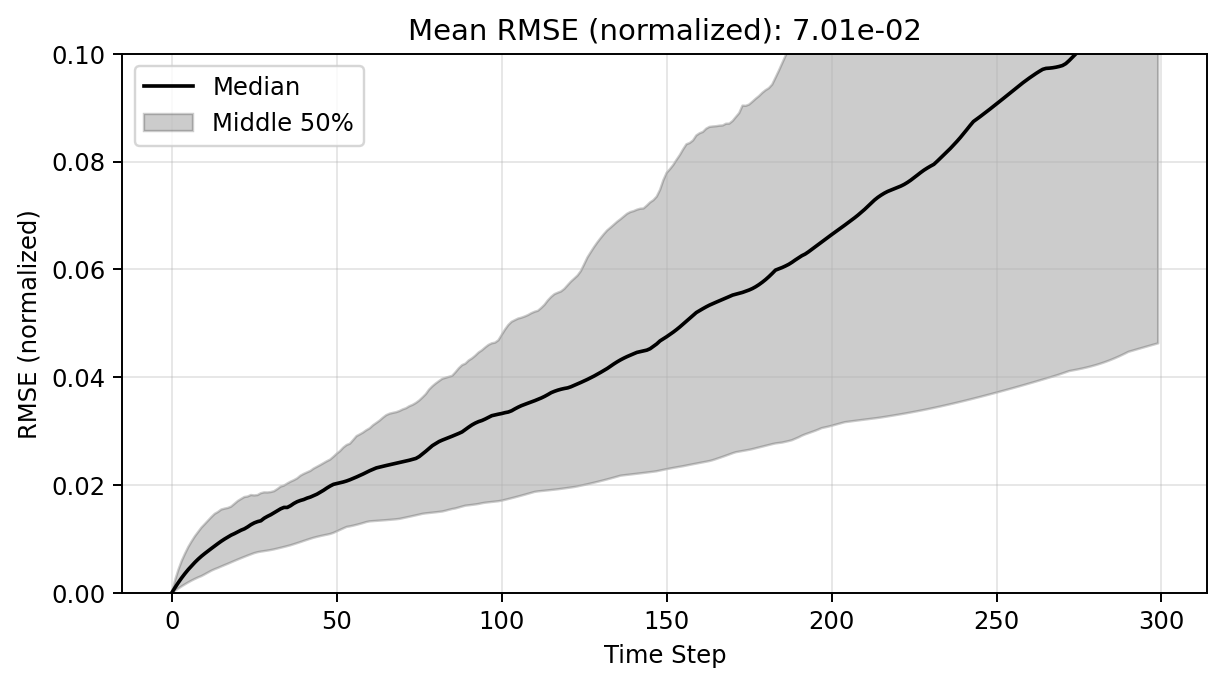 Mean RMSE (normalized): 7.01e-02
0.10
0.08
0.06
0.04
0.02
0.00
RMSE (normalized)
Median
Middle 50%
0 50 100 150 200 250 300
Time Step